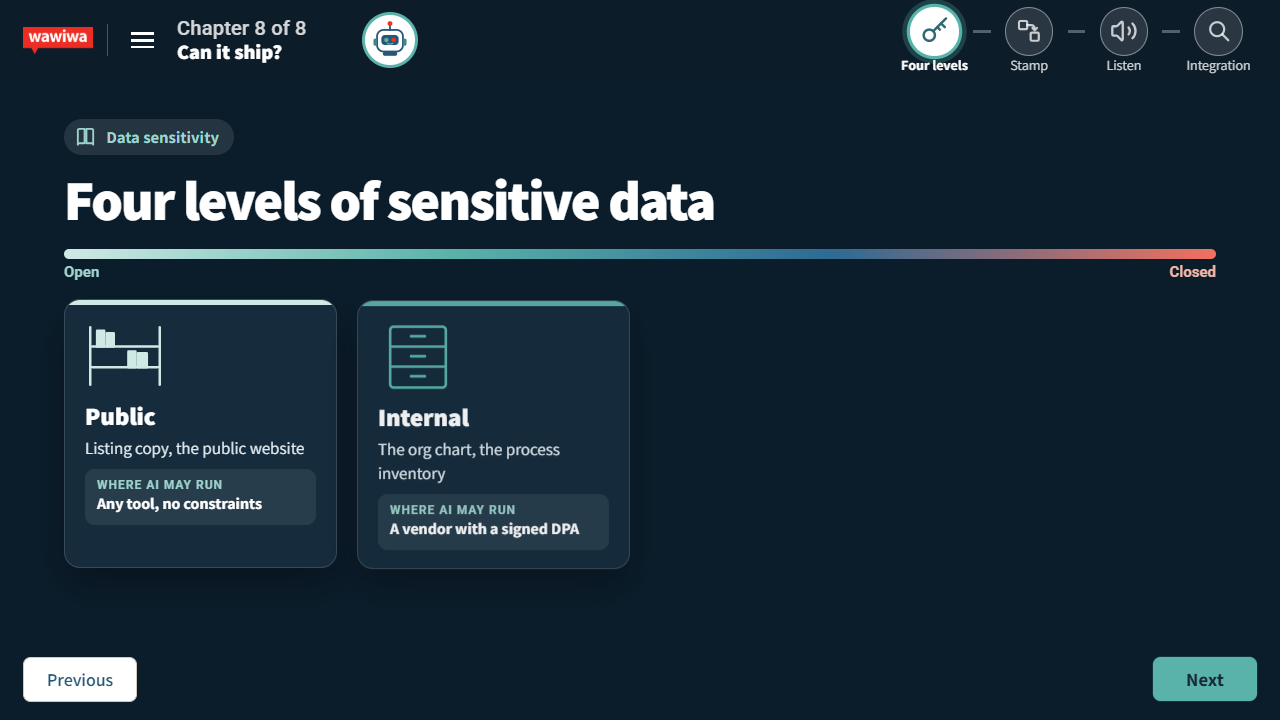 wawiwa
Chapter 8 of 8
Can it ship?
Four levels
Stamp
Listen
Integration
Data sensitivity
Four levels of sensitive data
Open
Closed
Public
Listing copy, the public website
WHERE AI MAY RUN
Any tool, no constraints
Internal
The org chart, the process
inventory
WHERE AI MAY RUN
A vendor with a signed DPA
Previous
Next